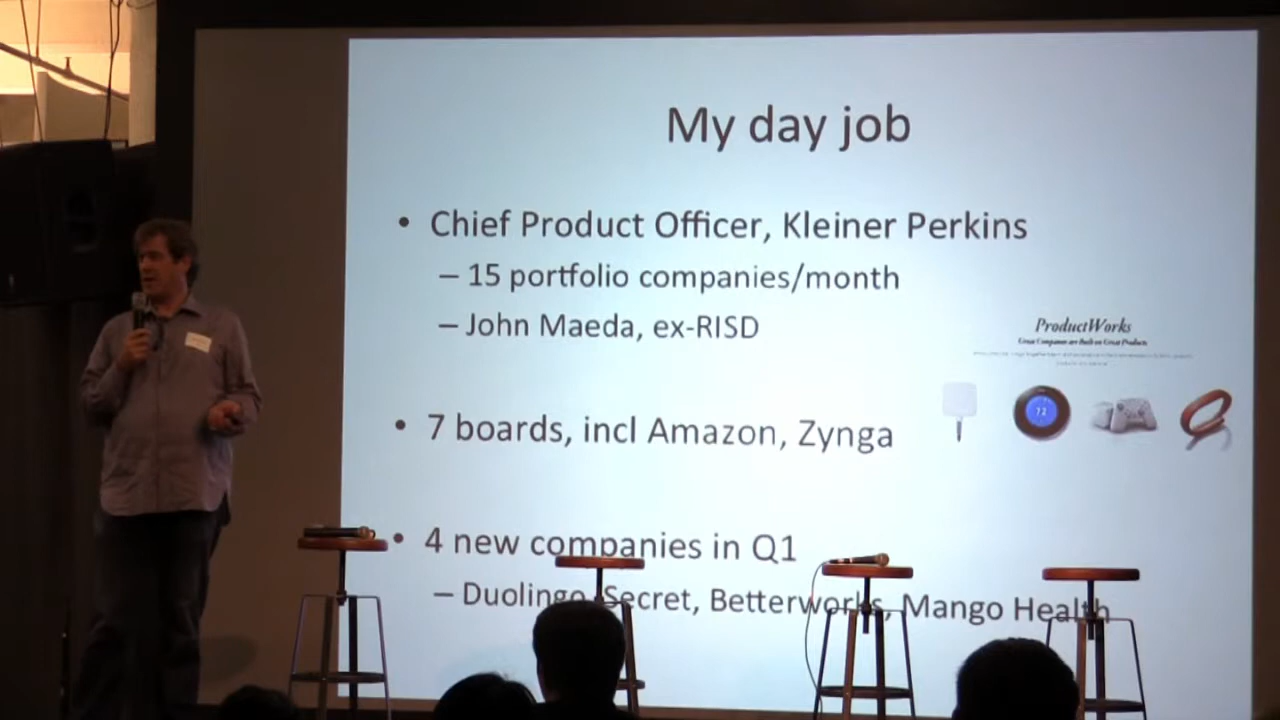 My day job
• Chief Product Officer, Kleiner Perkins
– 15 portfolio companies/month
– John Maeda, ex-RISD
ProductWorks
Great Companies are Built on Great Products
72
• 7 boards, incl Amazon, Zynga
• 4 new companies in Q1
– Duolingo, Secret, Betterworks, Mango Health